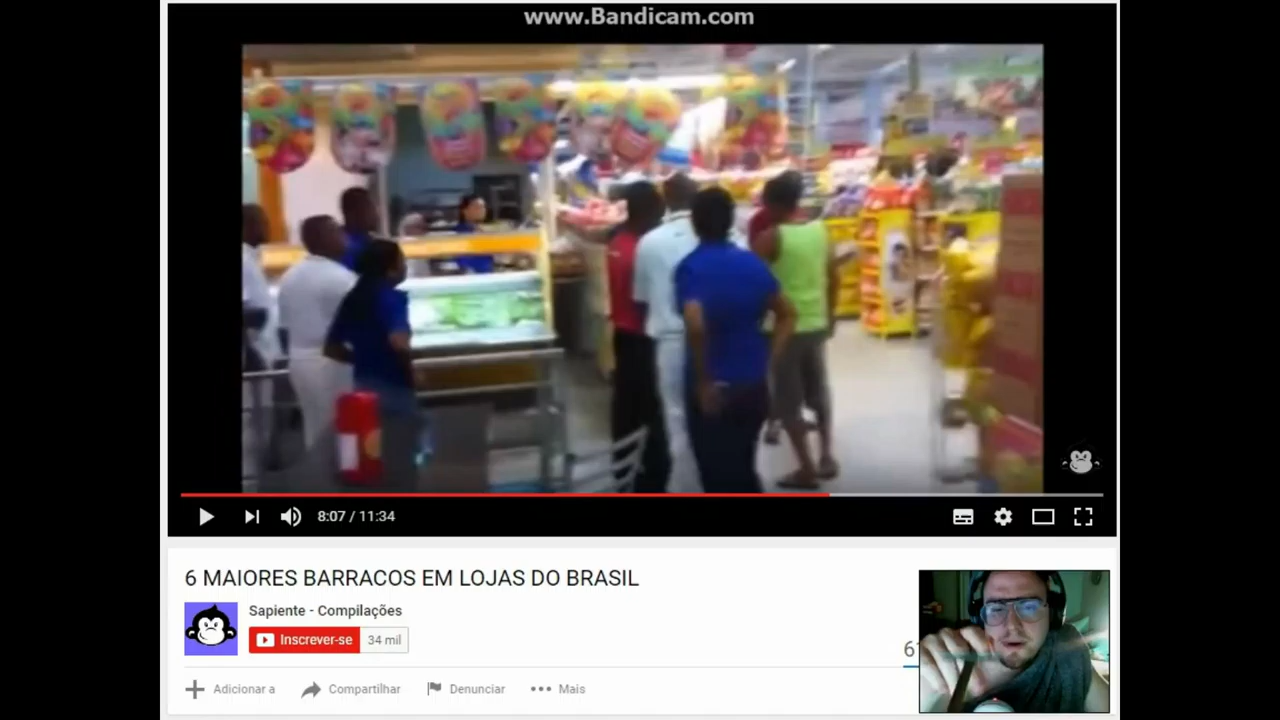 www.Bandicam.com
8:07 / 11:34
6 MAIORES BARRACOS EM LOJAS DO BRASIL
Sapiente - Compilações
Inscrever-se 34 mil
Adicionar a Compartilhar Denunciar Mais